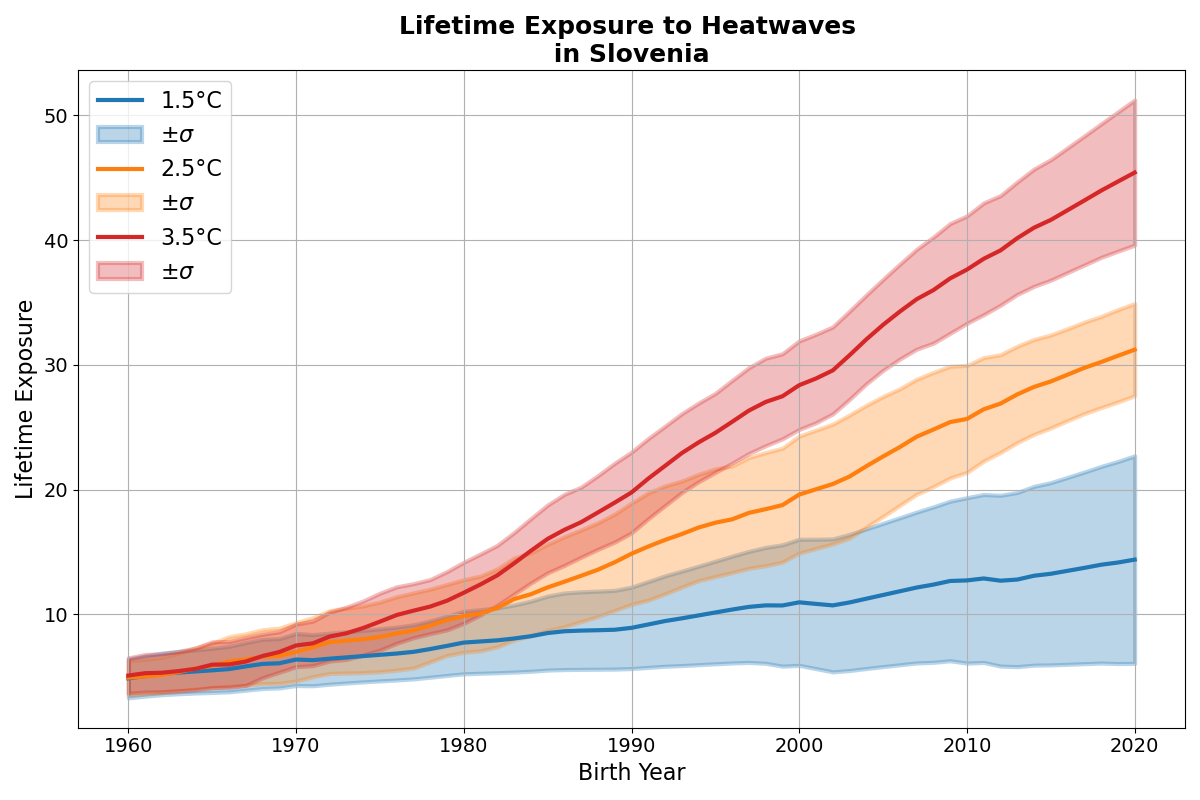 Lifetime Exposure to Heatwaves
in Slovenia
1.5°C
±σ
2.5°C
±σ
3.5°C
±σ
Lifetime Exposure
50
40
30
20
10
1960 1970 1980 1990 2000 2010 2020
Birth Year